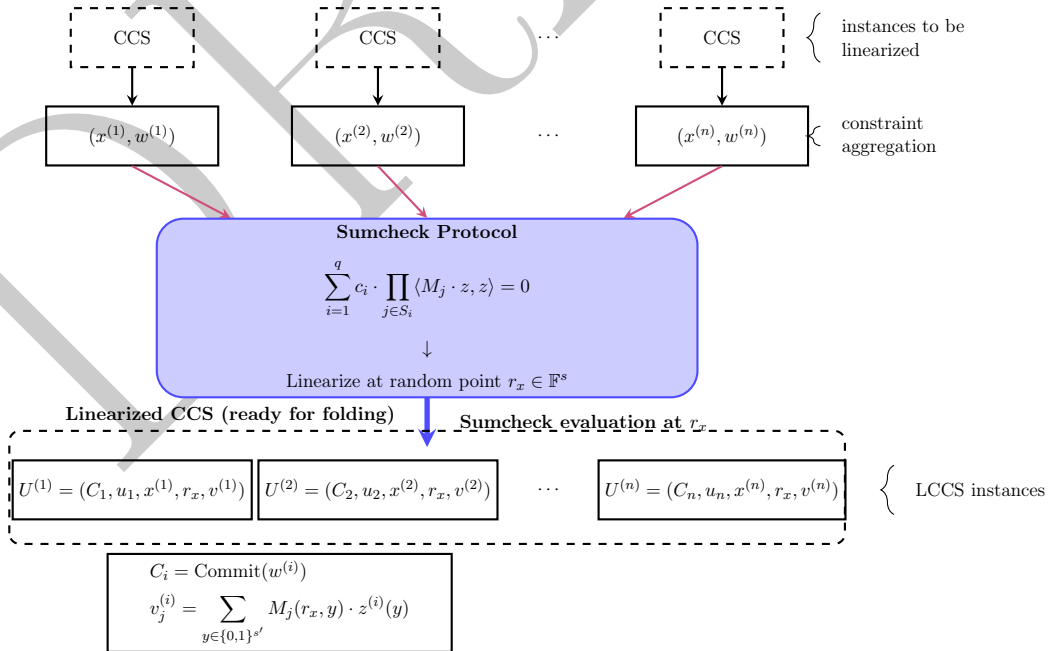 CCS CCS ⋯ CCS instances to be
linearized
(x^{(1)}, w^{(1)}) (x^{(2)}, w^{(2)}) ⋯ (x^{(n)}, w^{(n)}) constraint
aggregation
Sumcheck Protocol
\sum_{i=1}^{q} c_i \cdot \prod_{j \in S_i} \langle M_j \cdot z, z \rangle = 0
↓
Linearize at random point r_x ∈ 𝔽^s
Linearized CCS (ready for folding) Sumcheck evaluation at r_x
U^{(1)} = (C_1, u_1, x^{(1)}, r_x, v^{(1)}) U^{(2)} = (C_2, u_2, x^{(2)}, r_x, v^{(2)}) ⋯ U^{(n)} = (C_n, u_n, x^{(n)}, r_x, v^{(n)}) LCCS instances
C_i = Commit(w^{(i)})
v_j^{(i)} = \sum_{y \in \{0,1\}^{s'}} M_j(r_x, y) \cdot z^{(i)}(y)